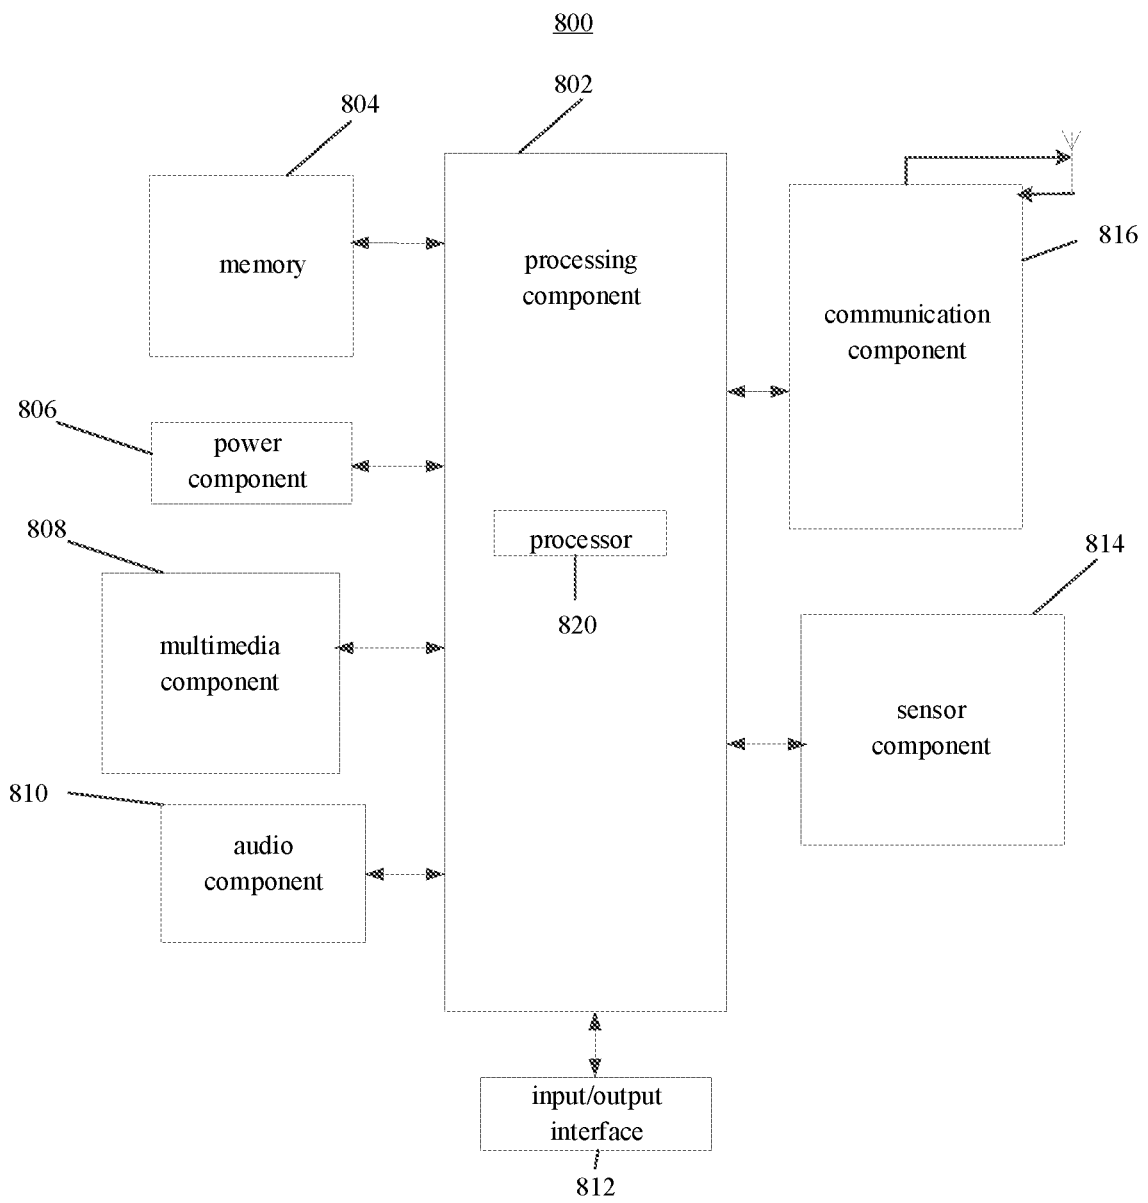 800
802
804
memory
processing
component
816
communication
component
806
power
component
808
processor
820
814
multimedia
component
sensor
component
810
audio
component
input/output
interface
812